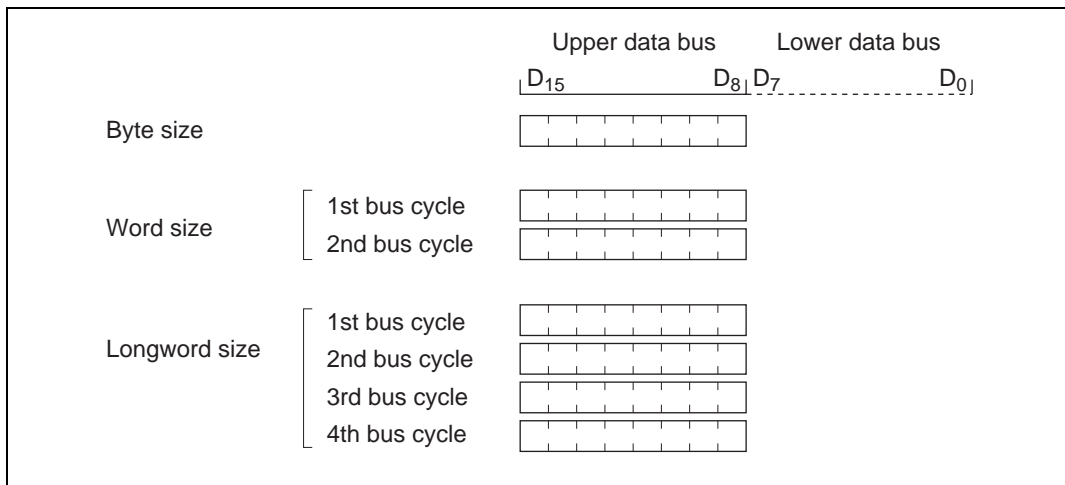 Upper data bus Lower data bus
D15 D8 D7 D0
Byte size
Word size
1st bus cycle
2nd bus cycle
Longword size
1st bus cycle
2nd bus cycle
3rd bus cycle
4th bus cycle